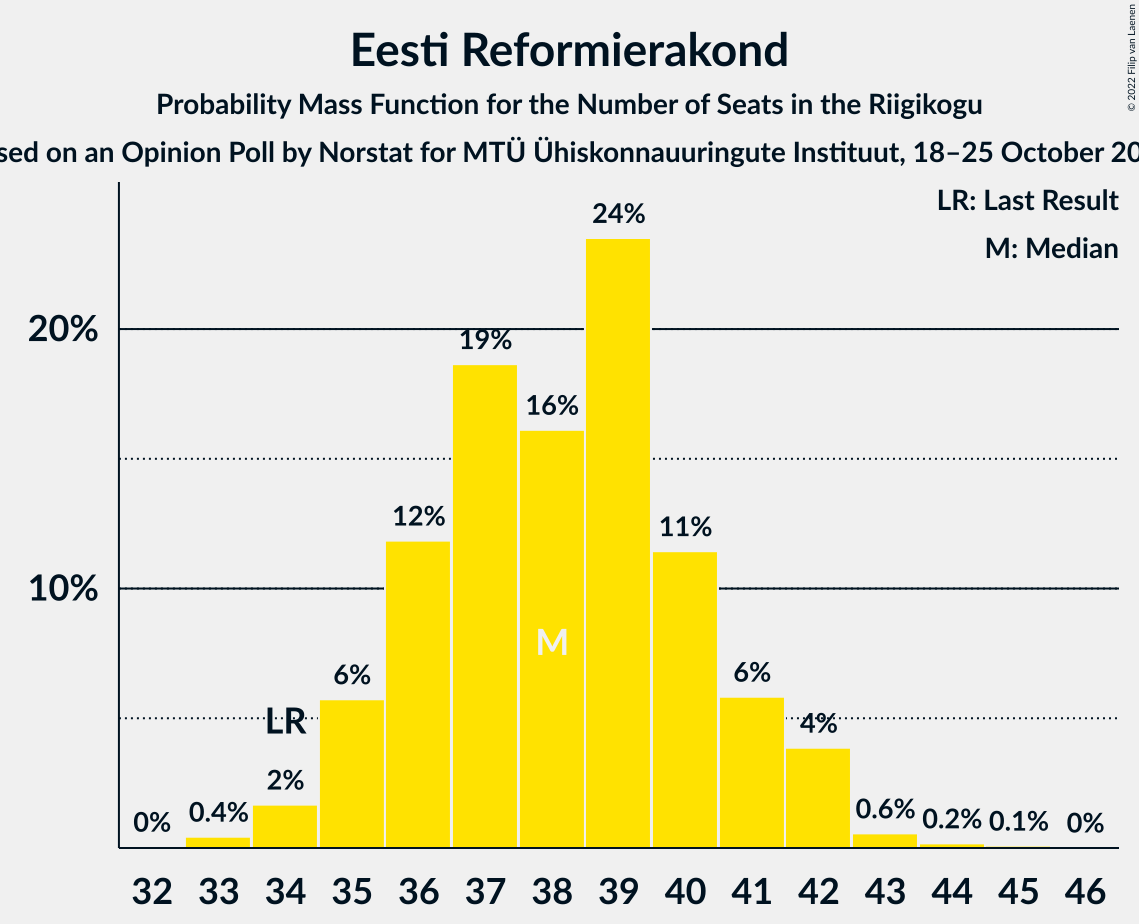 Eesti Reformierakond
Probability Mass Function for the Number of Seats in the Riigikogu
on an Opinion Poll by Norstat for MTÜ Ühiskonnauuringute Instituut, 18–25 October
© 2022 Filip van Laenen
LR: Last Result
M: Median
24%
20%
19%
16%
12%
11%
10%
M
6%
6%
LR
4%
2%
0%
0.4%
0.6%
0.2%
0.1%
0%
32 33 34 35 36 37 38 39 40 41 42 43 44 45 46